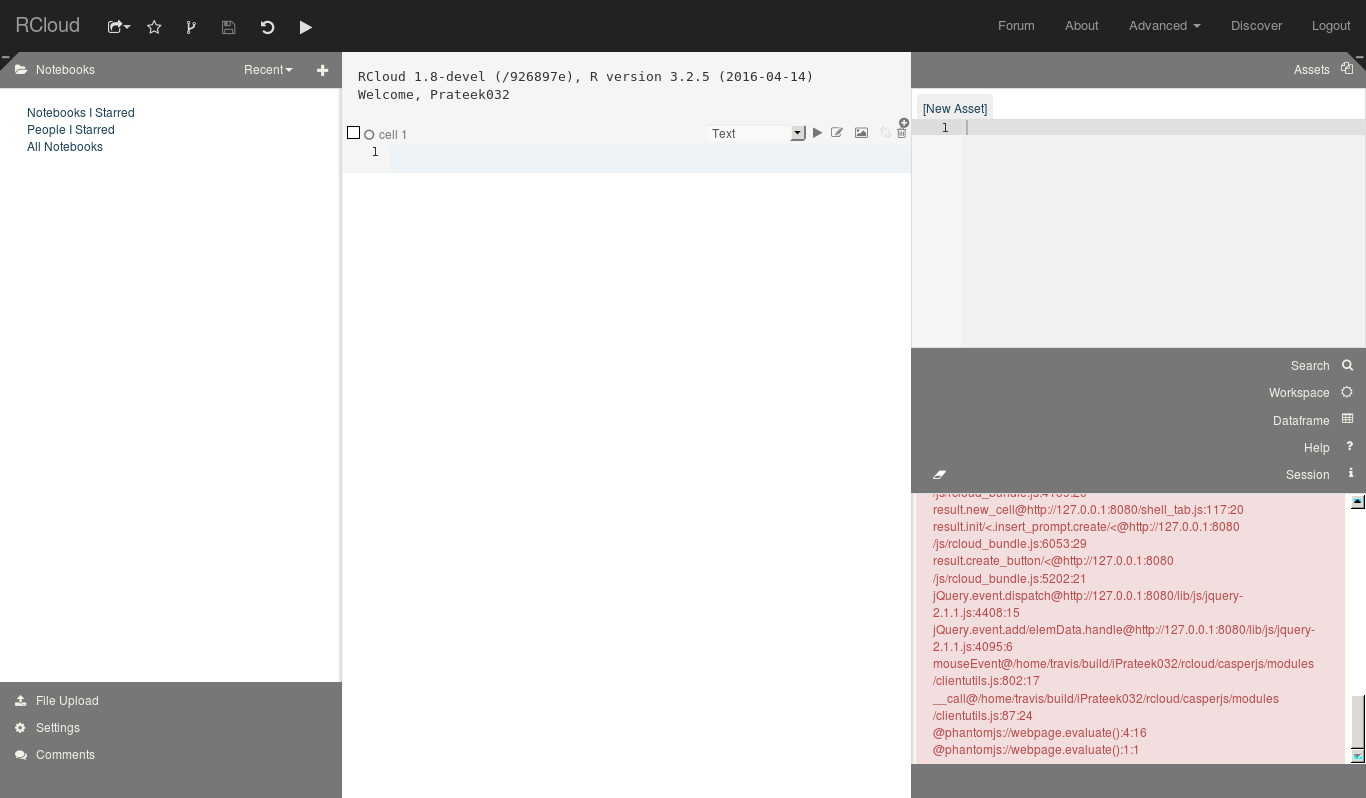 RCloud
Forum
About
Advanced
Discover
Logout
Notebooks
Recent
Notebooks I Starred
People I Starred
All Notebooks
File Upload
Settings
Comments
RCloud 1.8-devel (/926897e), R version 3.2.5 (2016-04-14)
Welcome, Prateek032
cell 1
Text
1
Assets
[New Asset]
1
Search
Workspace
Dataframe
Help
Session
result.new_cell@http://127.0.0.1:8080/shell_tab.js:117:20
result.init/<.insert_prompt.create/<@http://127.0.0.1:8080
/js/rcloud_bundle.js:6053:29
result.create_button/<@http://127.0.0.1:8080
/js/rcloud_bundle.js:5202:21
jQuery.event.dispatch@http://127.0.0.1:8080/lib/js/jquery-
2.1.1.js:4408:15
jQuery.event.add/elemData.handle@http://127.0.0.1:8080/lib/js/jquery-
2.1.1.js:4095:6
mouseEvent@/home/travis/build/iPrateek032/rcloud/casperjs/modules
/clientutils.js:802:17
__call@/home/travis/build/iPrateek032/rcloud/casperjs/modules
/clientutils.js:87:24
@phantomjs://webpage.evaluate():4:16
@phantomjs://webpage.evaluate():1:1